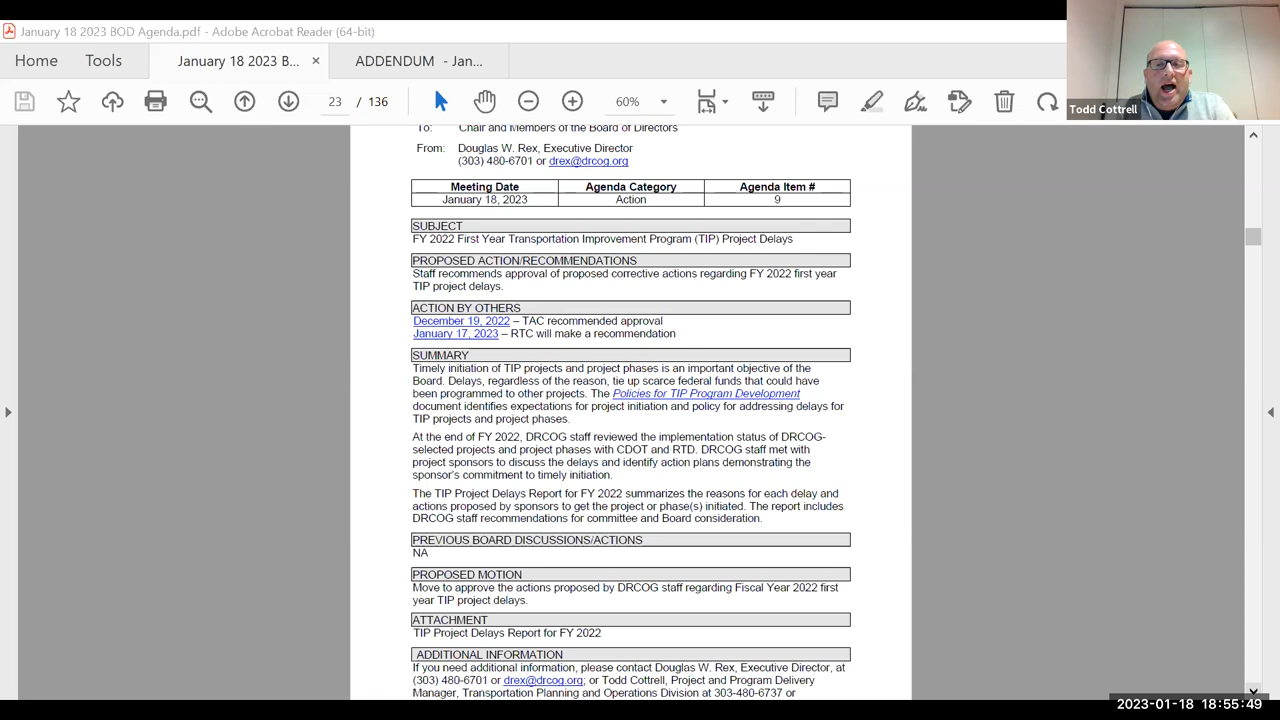 January 18 2023 BOD Agenda.pdf - Adobe Acrobat Reader (64-bit)
Home
Tools
January 18 2023 B... ×
ADDENDUM - Jan...
23 / 136
60%
Todd Cottrell
To: Chair and Members of the Board of Directors
From: Douglas W. Rex, Executive Director
(303) 480-6701 or drex@drcog.org
Meeting Date Agenda Category Agenda Item #
January 18, 2023 Action 9
SUBJECT
FY 2022 First Year Transportation Improvement Program (TIP) Project Delays
PROPOSED ACTION/RECOMMENDATIONS
Staff recommends approval of proposed corrective actions regarding FY 2022 first year
TIP project delays.
ACTION BY OTHERS
December 19, 2022 – TAC recommended approval
January 17, 2023 – RTC will make a recommendation
SUMMARY
Timely initiation of TIP projects and project phases is an important objective of the
Board. Delays, regardless of the reason, tie up scarce federal funds that could have
been programmed to other projects. The Policies for TIP Program Development
document identifies expectations for project initiation and policy for addressing delays for
TIP projects and project phases.
At the end of FY 2022, DRCOG staff reviewed the implementation status of DRCOG-
selected projects and project phases with CDOT and RTD. DRCOG staff met with
project sponsors to discuss the delays and identify action plans demonstrating the
sponsor's commitment to timely initiation.
The TIP Project Delays Report for FY 2022 summarizes the reasons for each delay and
actions proposed by sponsors to get the project or phase(s) initiated. The report includes
DRCOG staff recommendations for committee and Board consideration.
PREVIOUS BOARD DISCUSSIONS/ACTIONS
NA
PROPOSED MOTION
Move to approve the actions proposed by DRCOG staff regarding Fiscal Year 2022 first
year TIP project delays.
ATTACHMENT
TIP Project Delays Report for FY 2022
ADDITIONAL INFORMATION
If you need additional information, please contact Douglas W. Rex, Executive Director, at
(303) 480-6701 or drex@drcog.org; or Todd Cottrell, Project and Program Delivery
Manager, Transportation Planning and Operations Division at 303-480-6737 or
2023-01-18 18:55:49